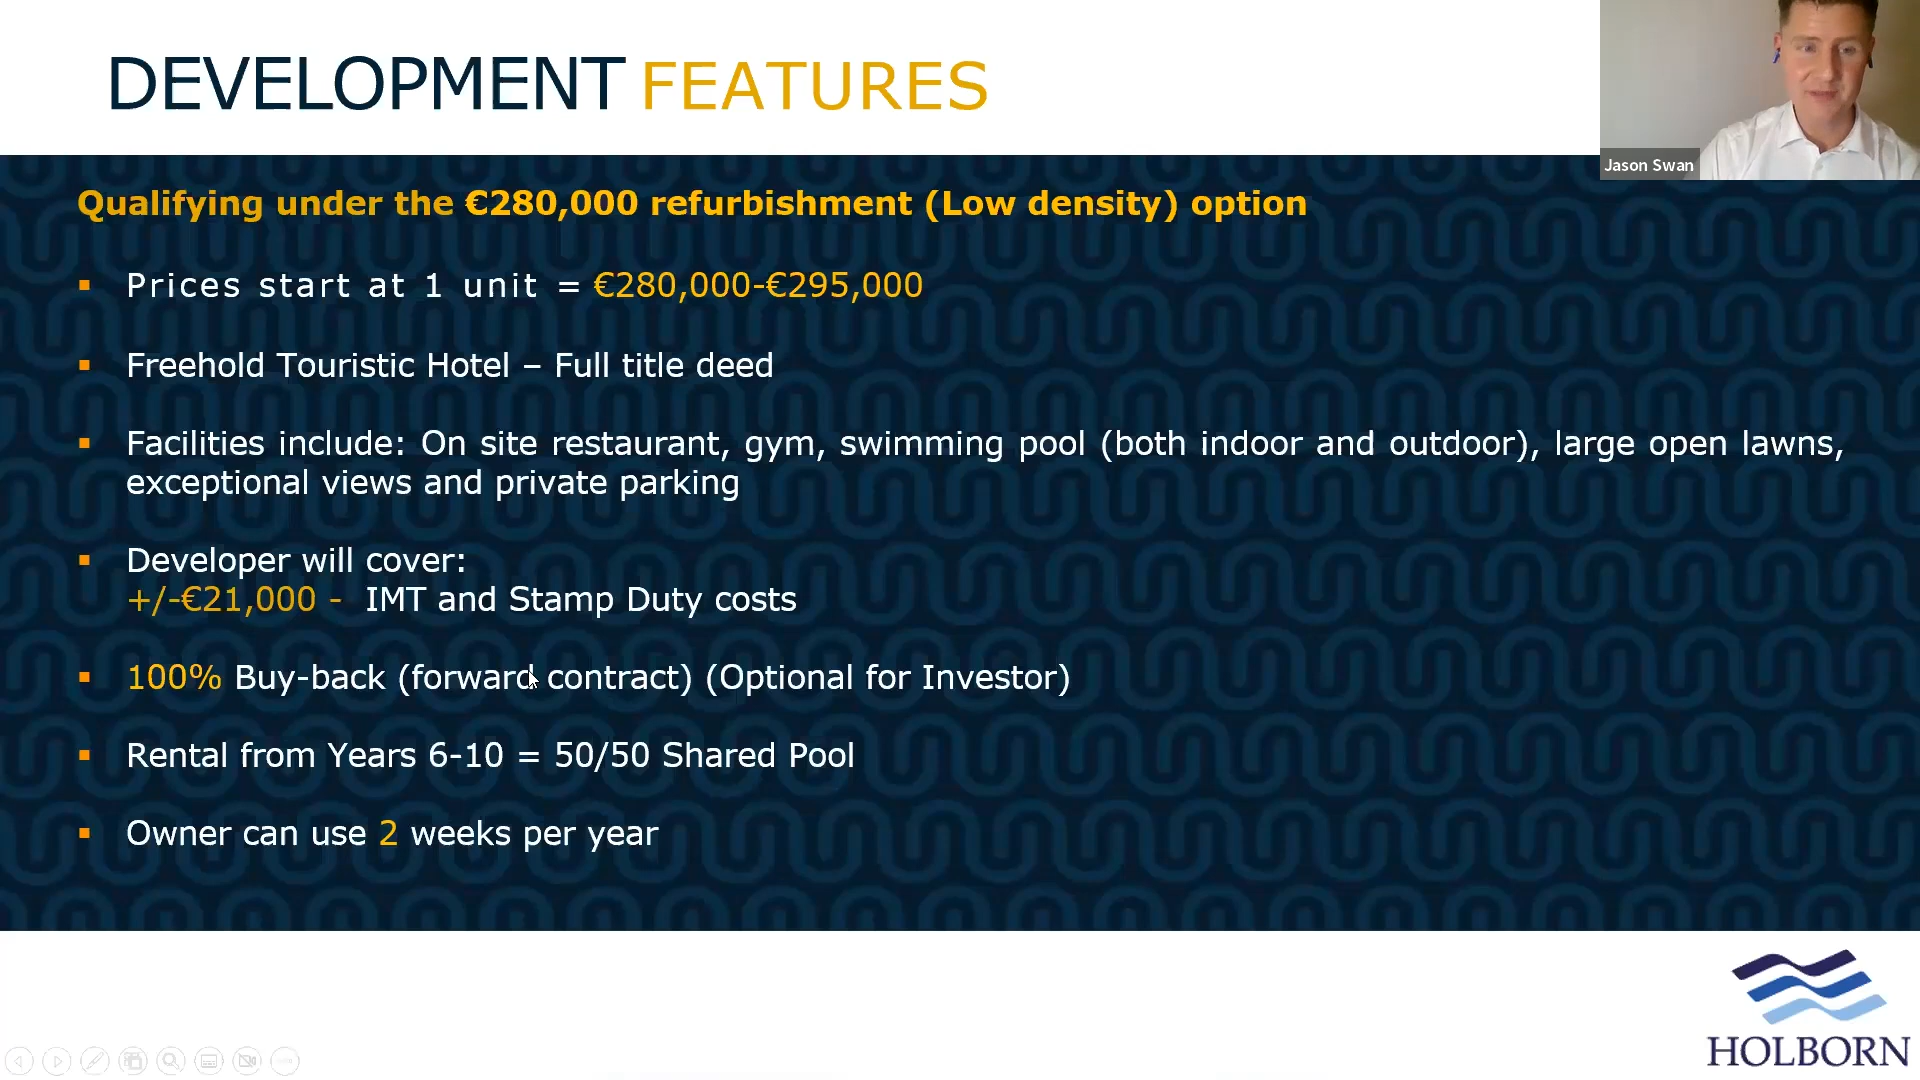 DEVELOPMENT FEATURES
Jason Swan
Qualifying under the €280,000 refurbishment (Low density) option
▪ Prices start at 1 unit = €280,000-€295,000
▪ Freehold Touristic Hotel – Full title deed
▪ Facilities include: On site restaurant, gym, swimming pool (both indoor and outdoor), large open lawns,
exceptional views and private parking
▪ Developer will cover:
+/-€21,000 - IMT and Stamp Duty costs
▪ 100% Buy-back (forward contract) (Optional for Investor)
▪ Rental from Years 6-10 = 50/50 Shared Pool
▪ Owner can use 2 weeks per year
HOLBORN